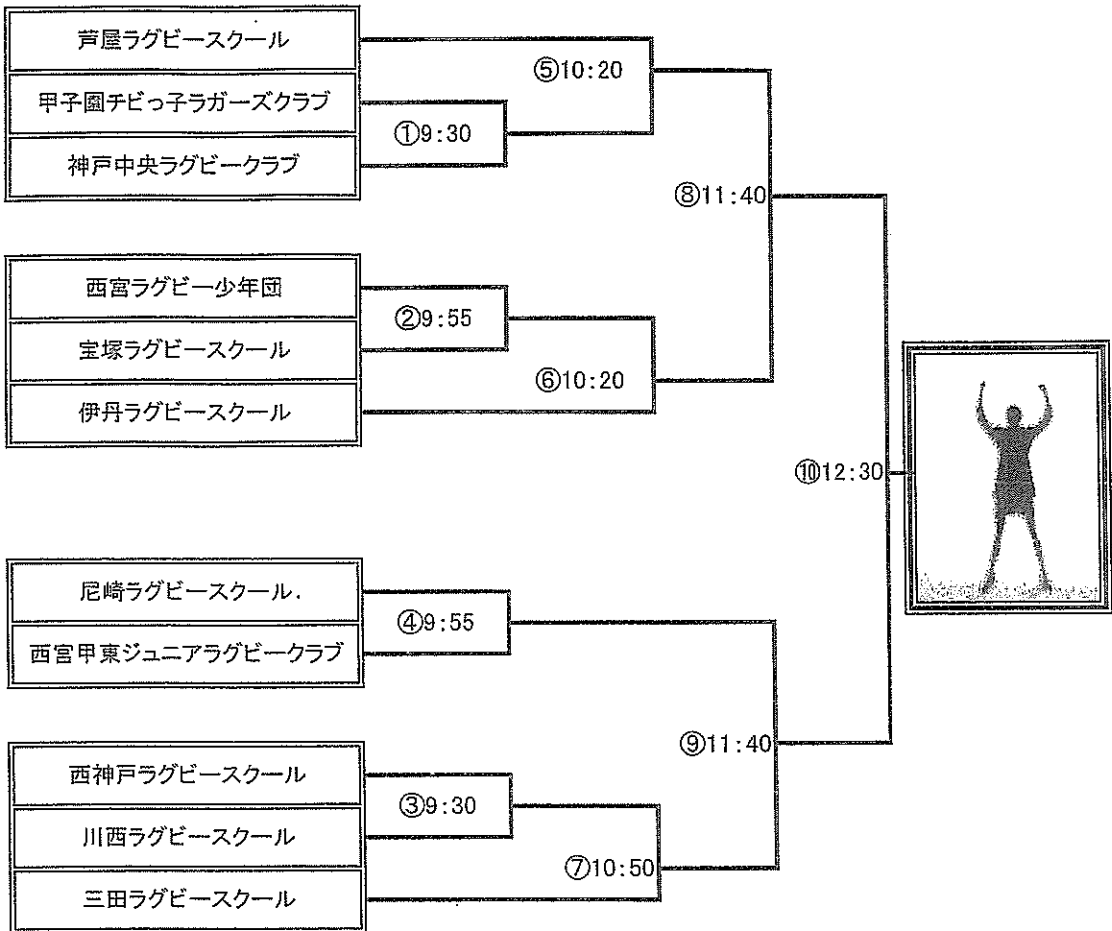 芦屋ラグビースクール
⑤10:20
甲子園チビっ子ラガーズクラブ
①9:30
神戸中央ラグビークラブ
⑧11:40
西宮ラグビー少年団
②9:55
宝塚ラグビースクール
⑥10:20
伊丹ラグビースクール
⑩12:30
尼崎ラグビースクール.
④9:55
西宮甲東ジュニアラグビークラブ
⑨11:40
西神戸ラグビースクール
③9:30
川西ラグビースクール
⑦10:50
三田ラグビースクール